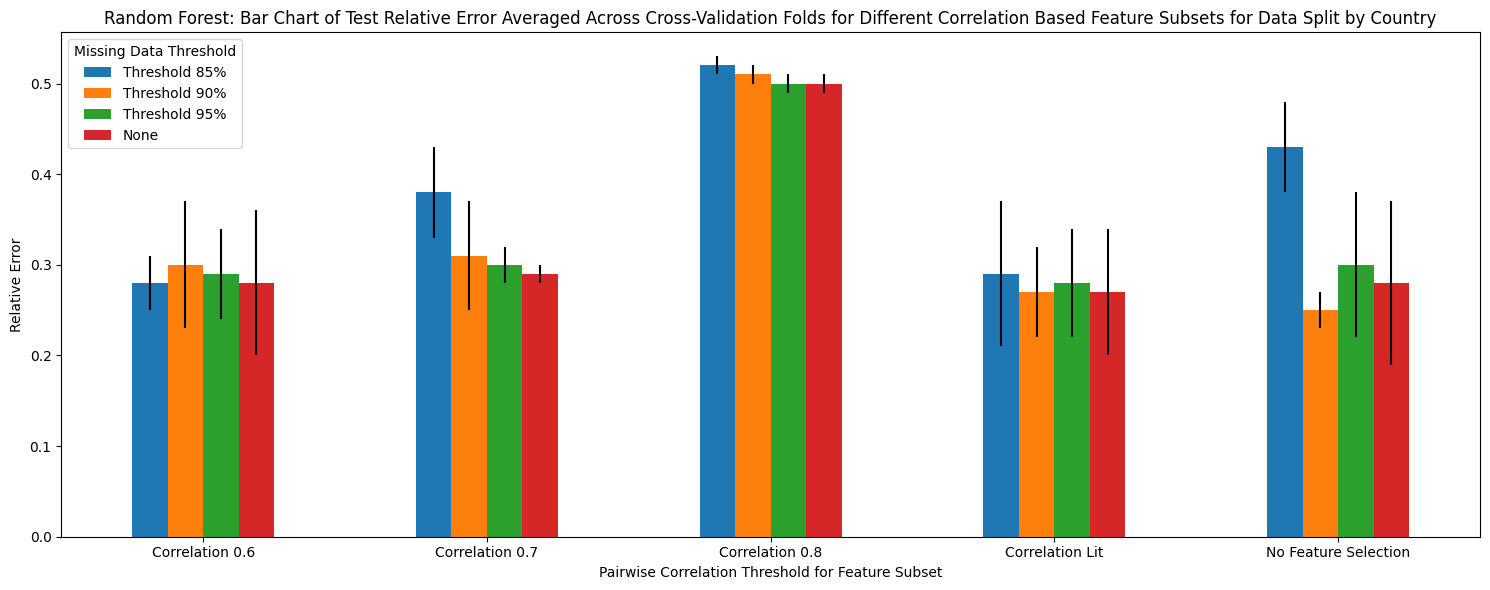 Random Forest: Bar Chart of Test Relative Error Averaged Across Cross-Validation Folds for Different Correlation Based Feature Subsets for Data Split by Country
Missing Data Threshold
Threshold 85%
Threshold 90%
Threshold 95%
None
Relative Error
0.5
0.4
0.3
0.2
0.1
0.0
Correlation 0.6
Correlation 0.7
Correlation 0.8
Correlation Lit
No Feature Selection
Pairwise Correlation Threshold for Feature Subset